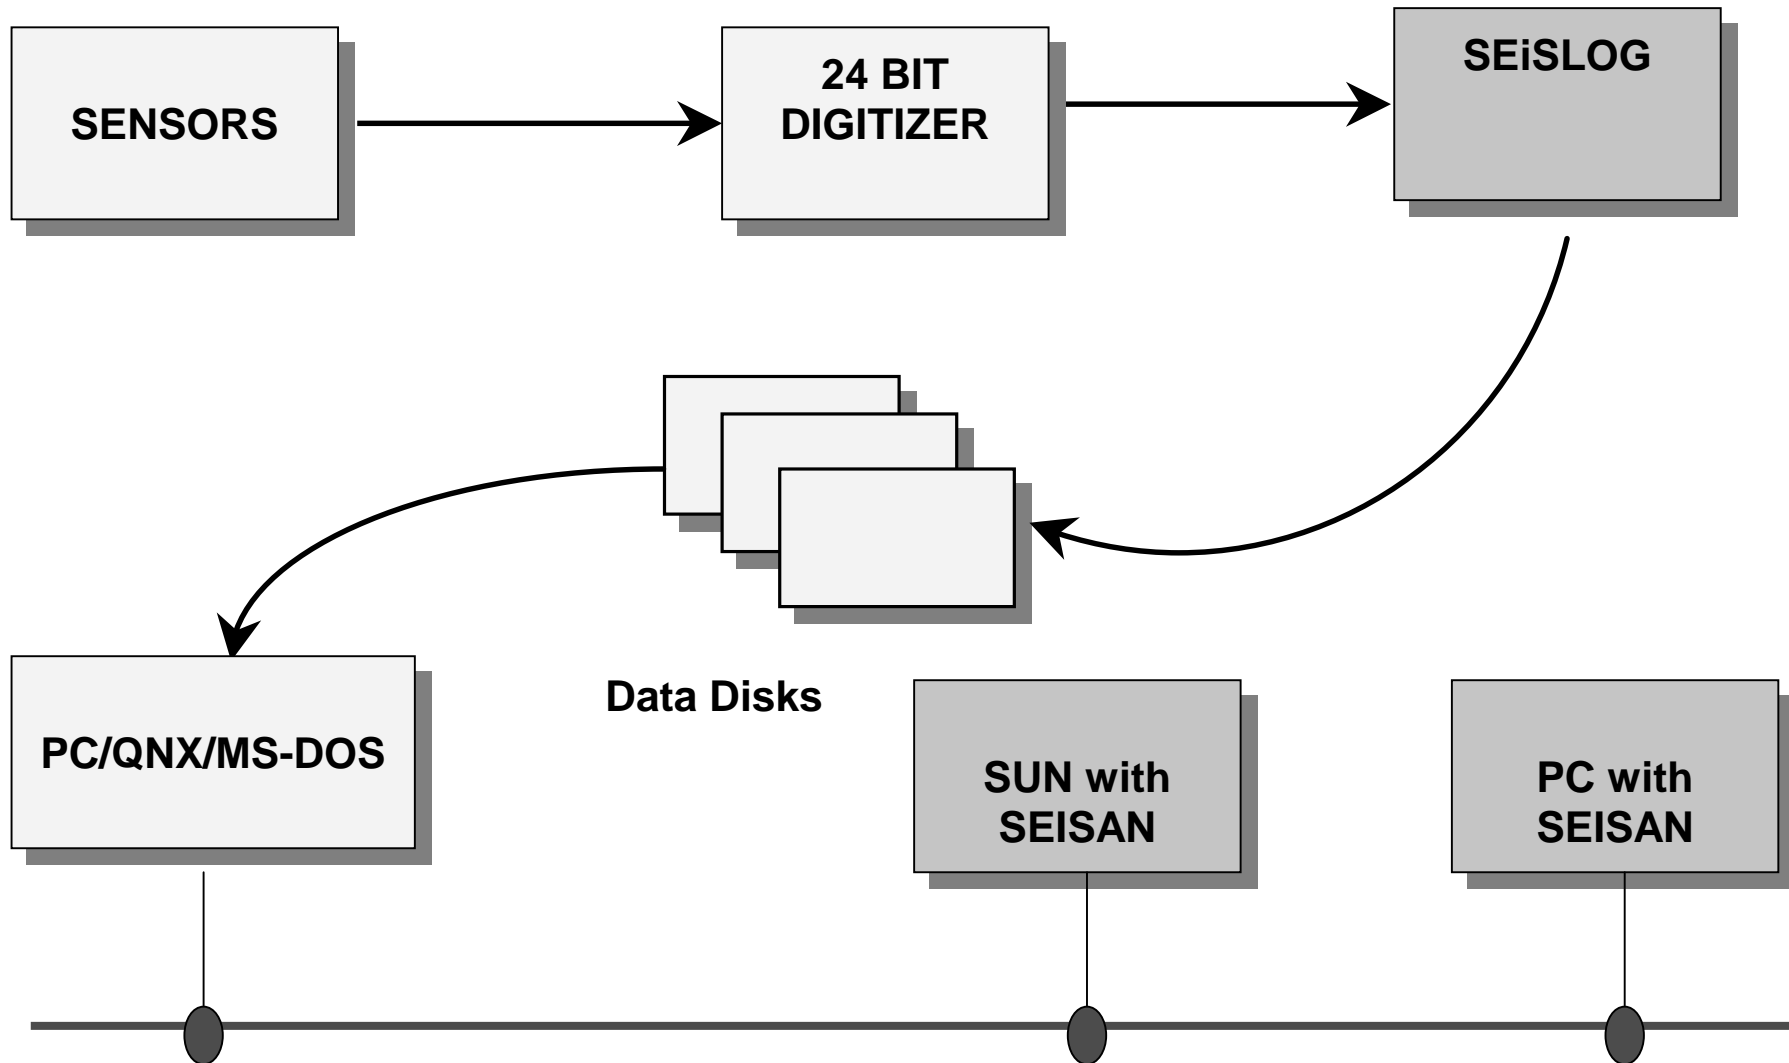 SENSORS
24 BIT
DIGITIZER
SEiSLOG
Data Disks
PC/QNX/MS-DOS
SUN with
SEISAN
PC with
SEISAN